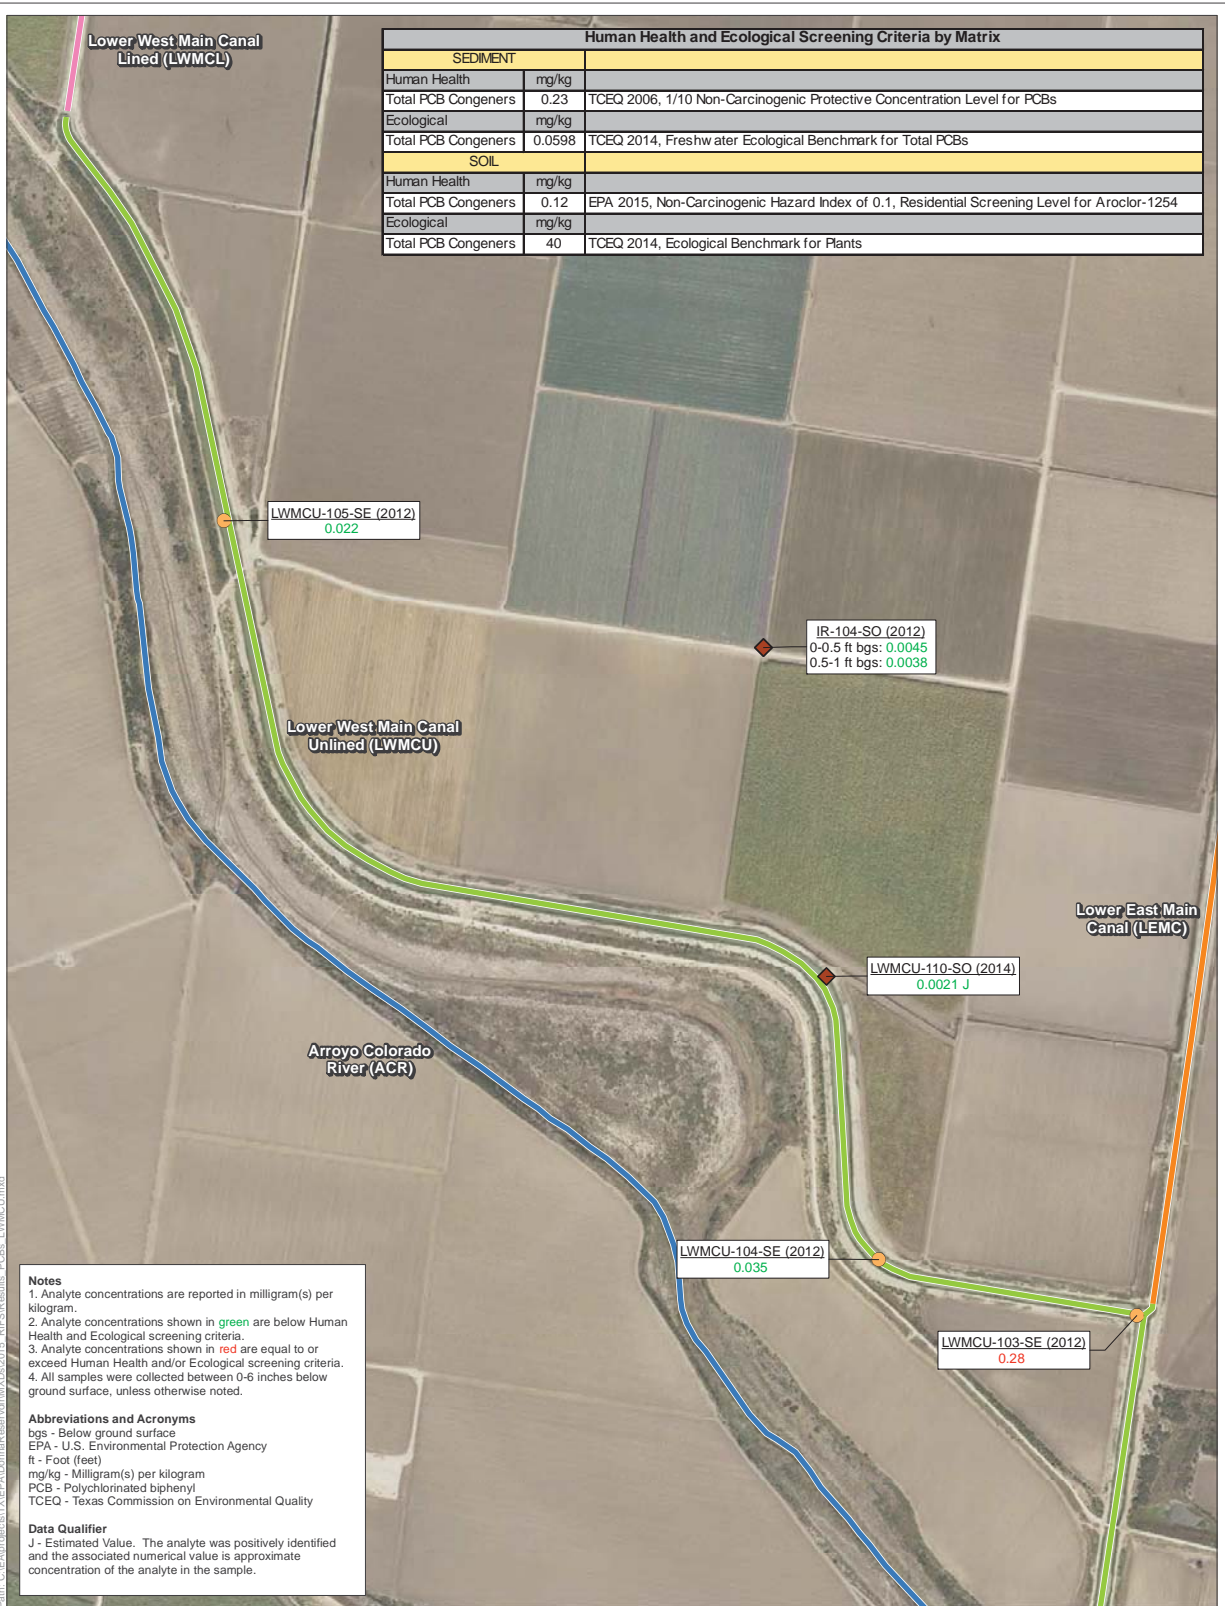 Lower West Main Canal
Lined (LWMCL)
Human Health and Ecological Screening Criteria by Matrix
SEDIMENT
Human Health mg/kg
Total PCB Congeners 0.23 TCEQ 2006, 1/10 Non-Carcinogenic Protective Concentration Level for PCBs
Ecological mg/kg
Total PCB Congeners 0.0598 TCEQ 2014, Freshwater Ecological Benchmark for Total PCBs
SOIL
Human Health mg/kg
Total PCB Congeners 0.12 EPA 2015, Non-Carcinogenic Hazard Index of 0.1, Residential Screening Level for Aroclor-1254
Ecological mg/kg
Total PCB Congeners 40 TCEQ 2014, Ecological Benchmark for Plants
LWMCU-105-SE (2012)
0.022
IR-104-SO (2012)
0-0.5 ft bgs: 0.0045
0.5-1 ft bgs: 0.0038
Lower West Main Canal
Unlined (LWMCU)
Lower East Main
Canal (LEMC)
LWMCU-110-SO (2014)
0.0021 J
Arroyo Colorado
River (ACR)
LWMCU-104-SE (2012)
0.035
LWMCU-103-SE (2012)
0.28
Notes
1. Analyte concentrations are reported in milligram(s) per
kilogram.
2. Analyte concentrations shown in green are below Human
Health and Ecological screening criteria.
3. Analyte concentrations shown in red are equal to or
exceed Human Health and/or Ecological screening criteria.
4. All samples were collected between 0-6 inches below
ground surface, unless otherwise noted.
Abbreviations and Acronyms
bgs - Below ground surface
EPA - U.S. Environmental Protection Agency
ft - Foot (feet)
mg/kg - Milligram(s) per kilogram
PCB - Polychlorinated biphenyl
TCEQ - Texas Commission on Environmental Quality
Data Qualifier
J - Estimated Value. The analyte was positively identified
and the associated numerical value is approximate
concentration of the analyte in the sample.